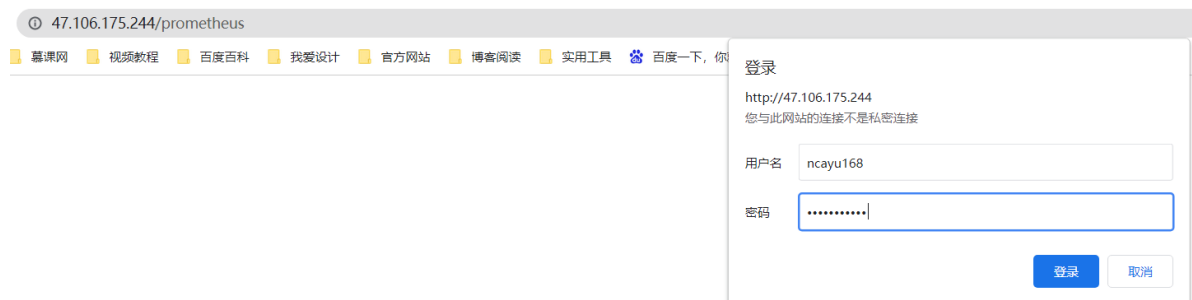 47.106.175.244/prometheus
慕课网 视频教程 百度百科 我爱设计 官方网站 博客阅读 实用工具 百度一下，你
登录
http://47.106.175.244
您与此网站的连接不是私密连接
用户名 ncayu168
密码 •••••••••••
登录 取消